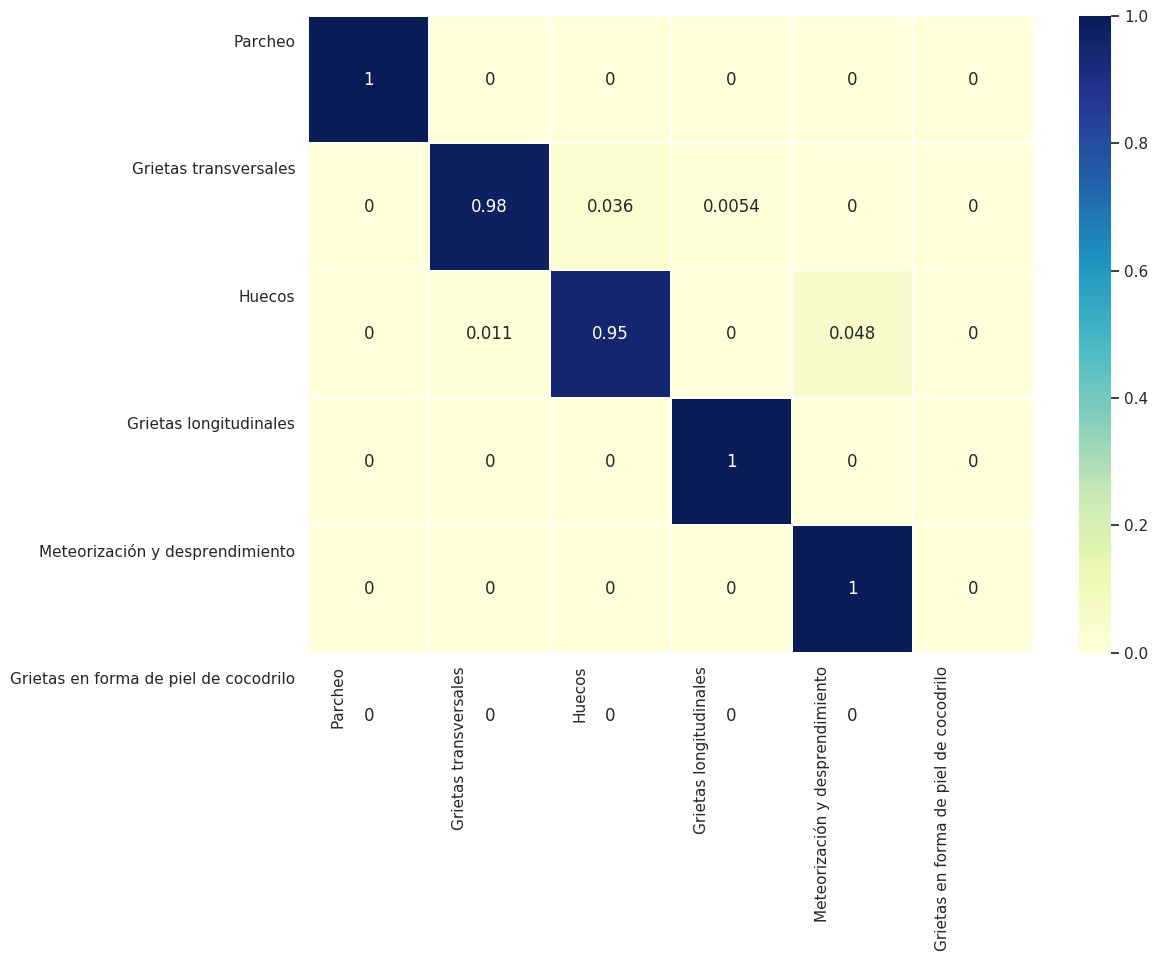 Parcheo
1 0 0 0 0 0
Grietas transversales
0 0.98 0.036 0.0054 0 0
Huecos
0 0.011 0.95 0 0.048 0
Grietas longitudinales
0 0 0 1 0 0
Meteorización y desprendimiento
0 0 0 0 1 0
Grietas en forma de piel de cocodrilo
0 0 0 0 0
Parcheo
Grietas transversales
Huecos
Grietas longitudinales
Meteorización y desprendimiento
Grietas en forma de piel de cocodrilo
1.0
0.8
0.6
0.4
0.2
0.0